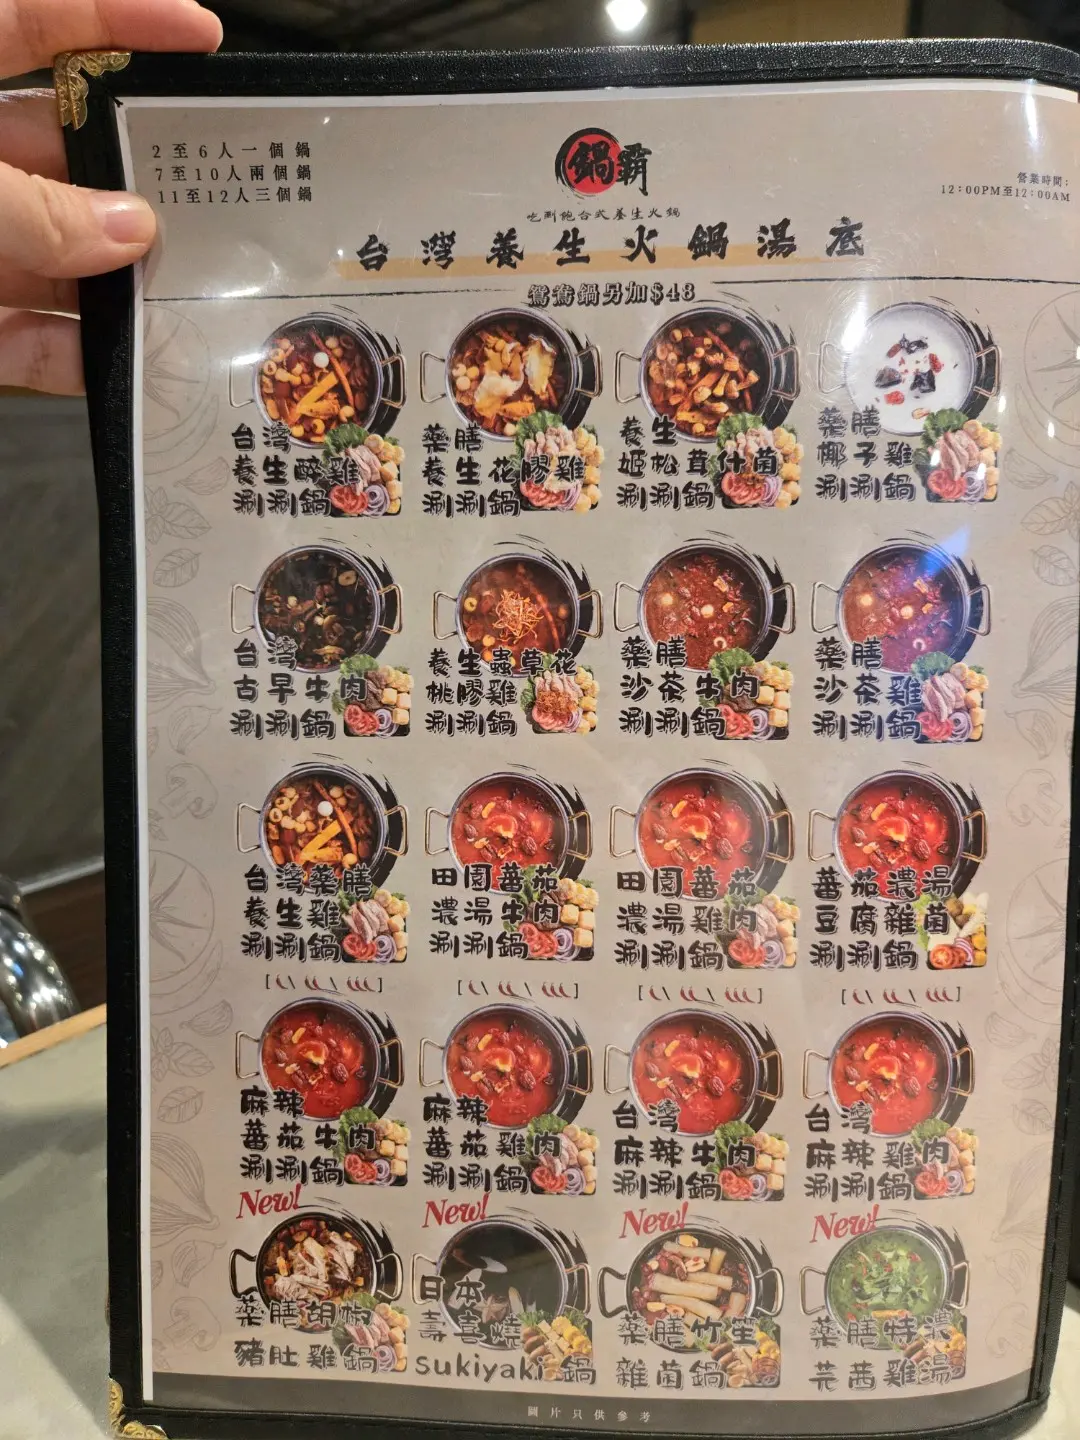 2至6人一個鍋
7至10人兩個鍋
11至12人三個鍋
鍋霸
營業時間:
12:00PM至12:00AM
吃涮飽台式養生火鍋
台灣養生火鍋湯底
鴛鴦鍋另加$48
台灣
養生醉雞
涮涮鍋
藥膳
養生花膠雞
涮涮鍋
養生
姬松茸什菌
涮涮鍋
藥膳
椰子雞
涮涮鍋
台灣
古早牛肉
涮涮鍋
養生蟲草花
桃膠雞
涮涮鍋
藥膳
沙茶牛肉
涮涮鍋
藥膳
沙茶雞
涮涮鍋
台灣藥膳
養生雞
涮涮鍋
田園蕃茄
濃湯牛肉
涮涮鍋
田園蕃茄
濃湯雞肉
涮涮鍋
蕃茄濃湯
豆腐雜菌
涮涮鍋
麻辣
蕃茄牛肉
涮涮鍋
麻辣
蕃茄雞肉
涮涮鍋
台灣
麻辣牛肉
涮涮鍋
台灣
麻辣雞肉
涮涮鍋
New!
藥膳胡椒
豬肚雞鍋
New!
日本
壽喜燒
sukiyaki鍋
New!
藥膳竹笙
雜菌鍋
New!
藥膳特濃
芫茜雞湯
圖片只供參考